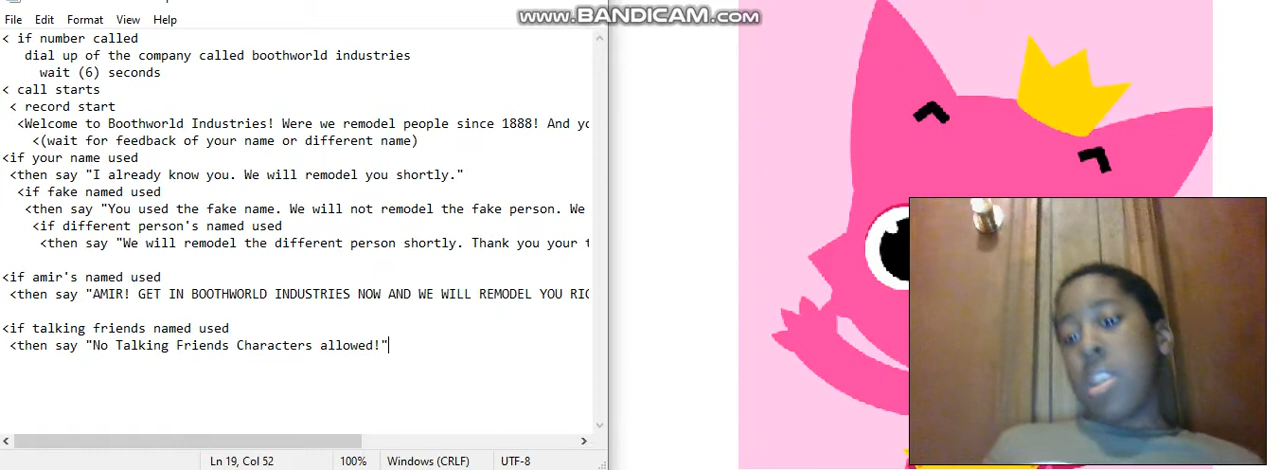 www.BANDICAM.com
File Edit Format View Help
< if number called
dial up of the company called boothworld industries
wait (6) seconds
< call starts
< record start
<Welcome to Boothworld Industries! Were we remodel people since 1888! And yo
<(wait for feedback of your name or different name)
<if your name used
<then say "I already know you. We will remodel you shortly."
<if fake named used
<then say "You used the fake name. We will not remodel the fake person. We
<if different person's named used
<then say "We will remodel the different person shortly. Thank you your t
<if amir's named used
<then say "AMIR! GET IN BOOTHWORLD INDUSTRIES NOW AND WE WILL REMODEL YOU RIG
<if talking friends named used
<then say "No Talking Friends Characters allowed!"
Ln 19, Col 52 100% Windows (CRLF) UTF-8